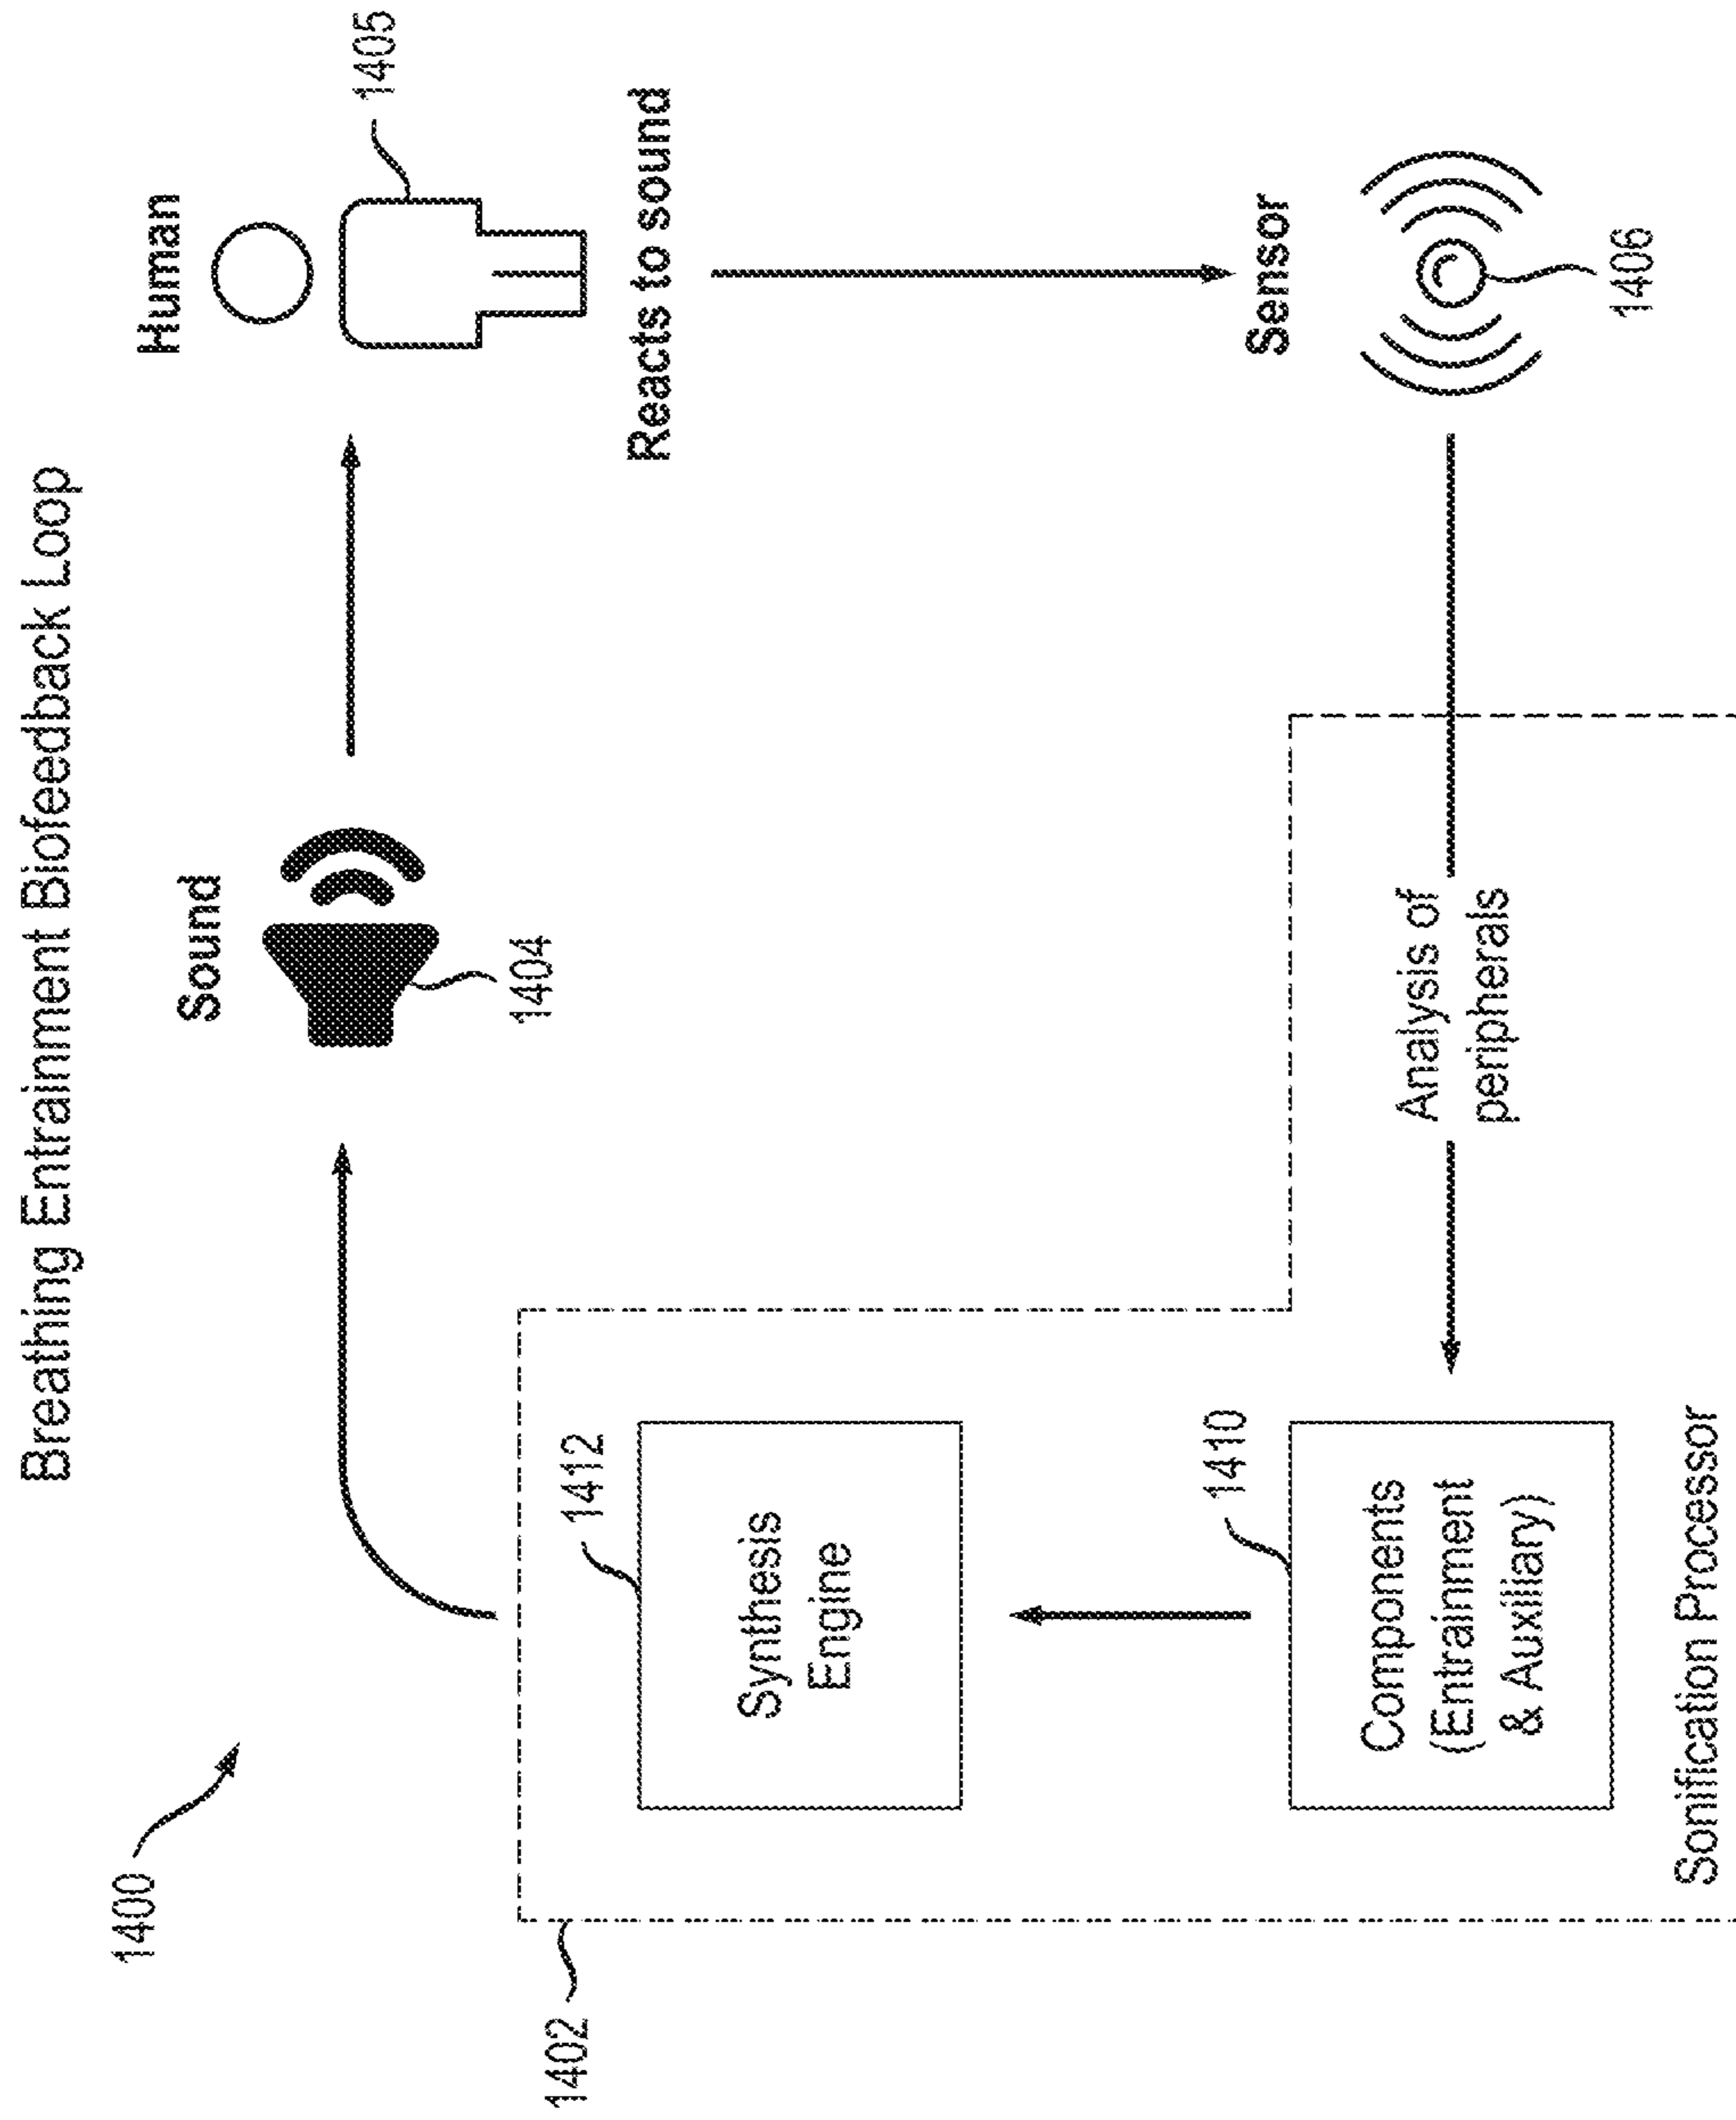 Breathing Entrainment Biofeedback Loop
1400
Sound
1404
Human
1405
Reacts to sound
1402
1412
Synthesis
Engine
Sensor
1406
Analysis of
peripherals
1410
Components
(Entrainment
& Auxiliary)
Sonification Processor